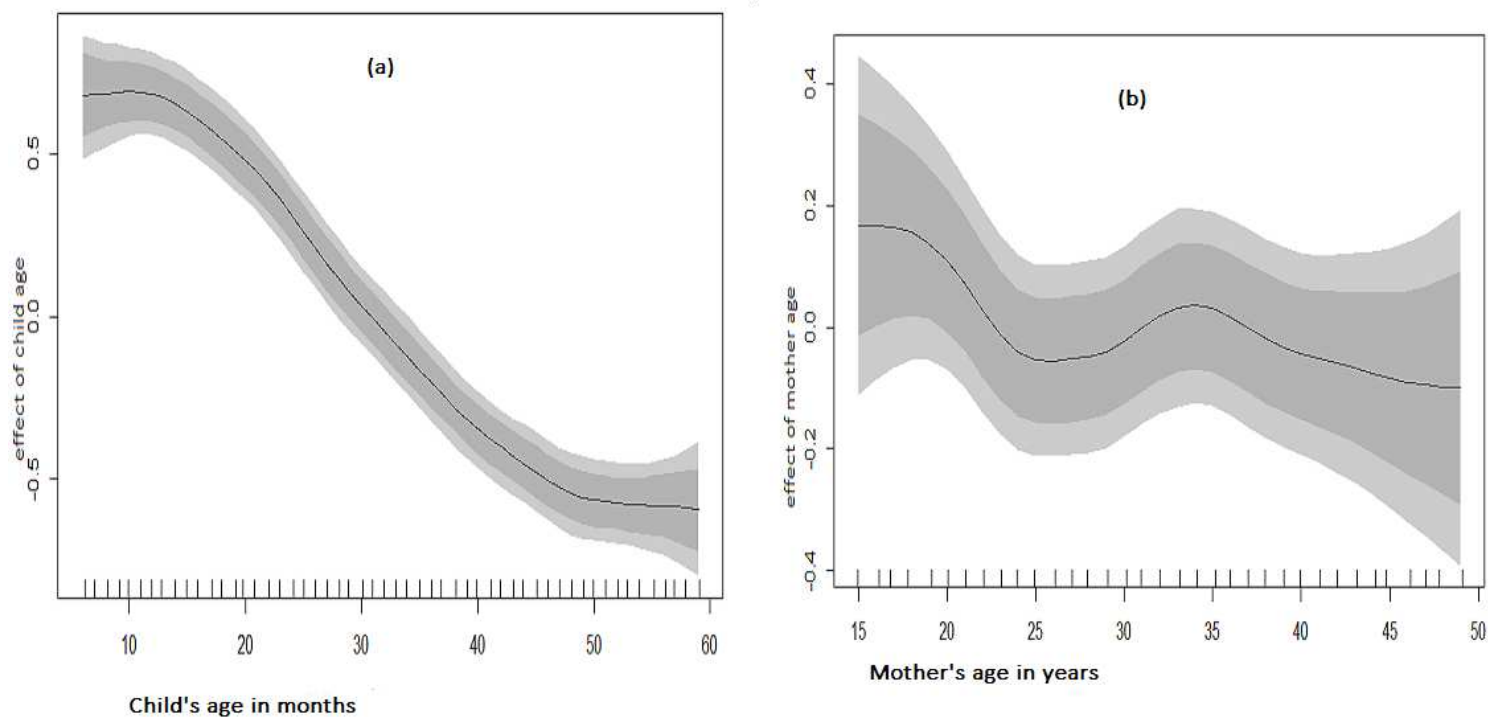 (a)
effect of child age
0.5
0.0
-0.5
10 20 30 40 50 60
Child's age in months
(b)
effect of mother age
0.4
0.2
0.0
-0.2
-0.4
15 20 25 30 35 40 45 50
Mother's age in years